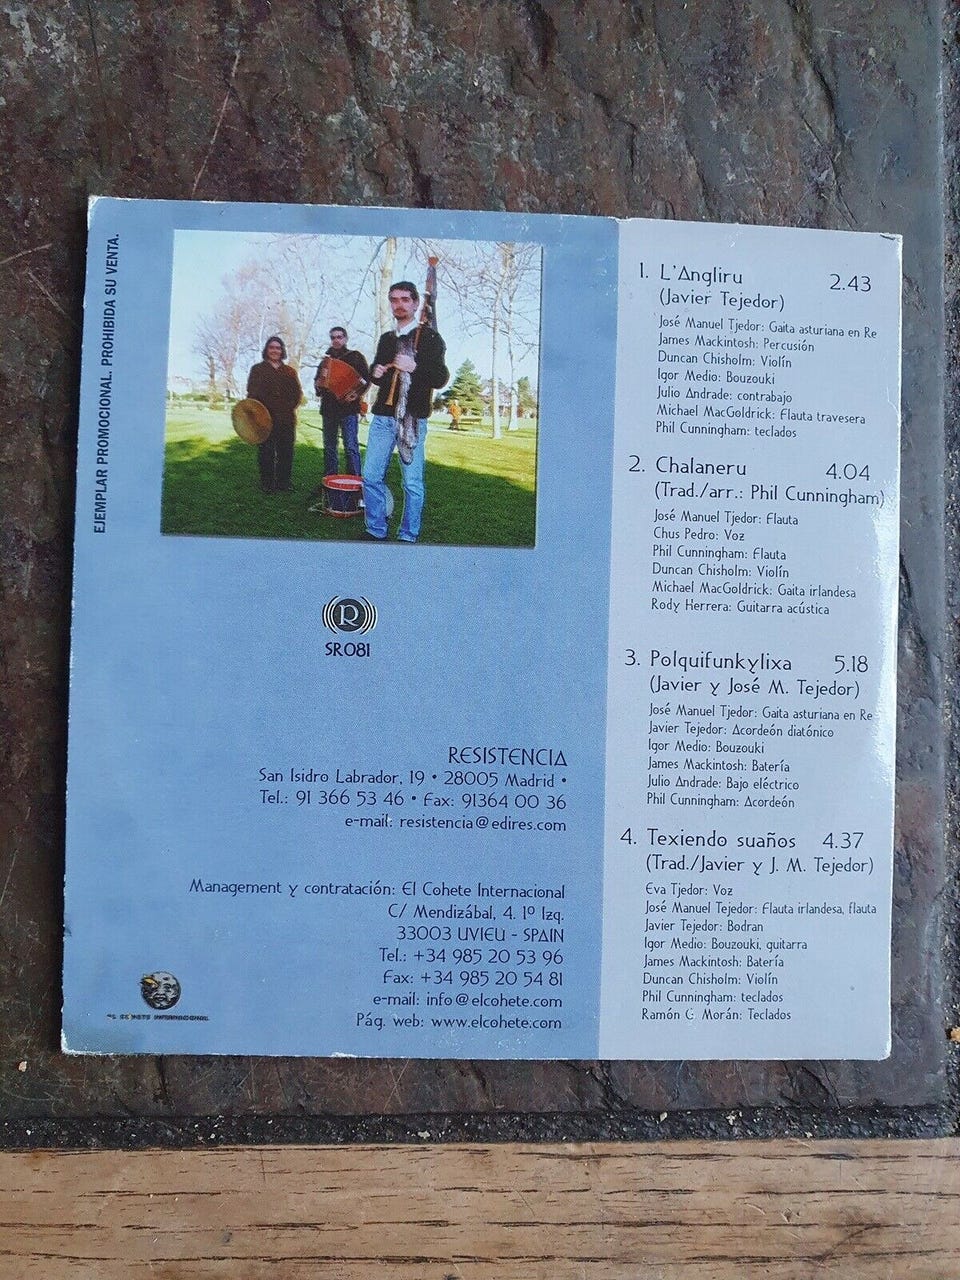 EJEMPLAR PROMOCIONAL. PROHIBIDA SU VENTA.
R
SR081
RESISTENCIA
San Isidro Labrador, 19 • 28005 Madrid •
Tel.: 91 366 53 46 • Fax: 91364 00 36
e-mail: resistencia@edires.com
Management y contratación: El Cohete Internacional
C/ Mendizábal, 4. 1º Izq.
33003 UVIEU - SPAIN
Tel.: +34 985 20 53 96
Fax: +34 985 20 54 81
e-mail: info@elcohete.com
Pág. web: www.elcohete.com
EL COHETE INTERNACIONAL
1. L'Angliru 2.43
(Javier Tejedor)
José Manuel Tjedor: Gaita asturiana en Re
James Mackintosh: Percusión
Duncan Chisholm: Violín
Igor Medio: Bouzouki
Julio Andrade: contrabajo
Michael MacGoldrick: Flauta travesera
Phil Cunningham: teclados
2. Chalaneru 4.04
(Trad./arr.: Phil Cunningham)
José Manuel Tjedor: Flauta
Chus Pedro: Voz
Phil Cunningham: Flauta
Duncan Chisholm: Violín
Michael MacGoldrick: Gaita irlandesa
Rody Herrera: Guitarra acústica
3. Polquifunkylixa 5.18
(Javier y José M. Tejedor)
José Manuel Tjedor: Gaita asturiana en Re
Javier Tejedor: Acordeón diatónico
Igor Medio: Bouzouki
James Mackintosh: Batería
Julio Andrade: Bajo eléctrico
Phil Cunningham: Acordeón
4. Texiendo suaños 4.37
(Trad./Javier y J. M. Tejedor)
Eva Tjedor: Voz
José Manuel Tejedor: Flauta irlandesa, flauta
Javier Tejedor: Bodran
Igor Medio: Bouzouki, guitarra
James Mackintosh: Batería
Duncan Chisholm: Violín
Phil Cunningham: teclados
Ramón G. Morán: Teclados